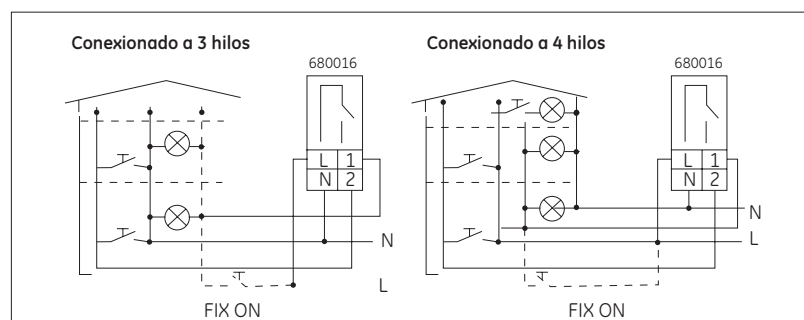 Conexionado a 3 hilos
680016
L 1
N 2
N
L
FIX ON
Conexionado a 4 hilos
680016
L 1
N 2
N
L
FIX ON